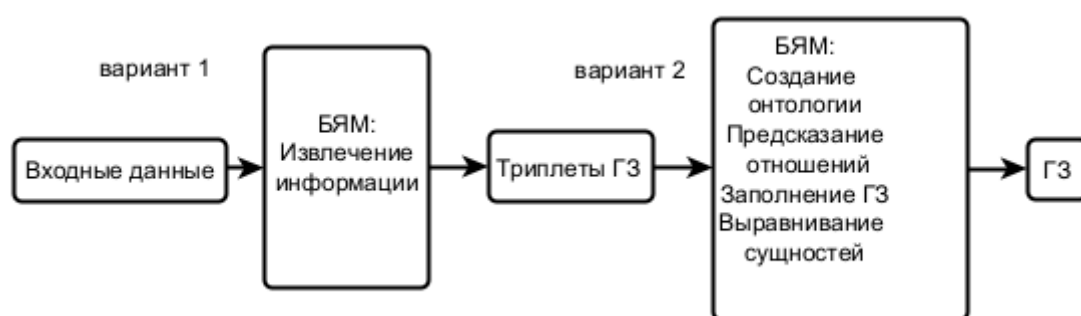 вариант 1
вариант 2
Входные данные
БЯМ:
Извлечение
информации
Триплеты ГЗ
БЯМ:
Создание
онтологии
Предсказание
отношений
Заполнение ГЗ
Выравнивание
сущностей
ГЗ